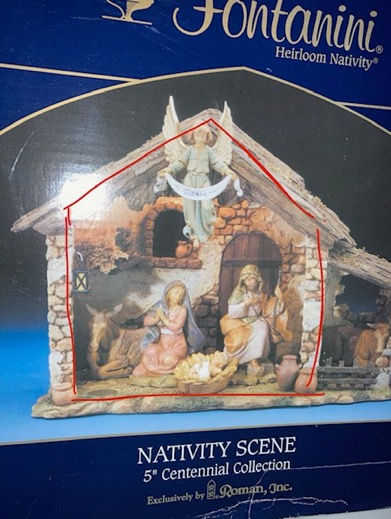 Fontanini®
Heirloom Nativity®
NATIVITY SCENE
5" Centennial Collection
Exclusively by Roman, Inc.